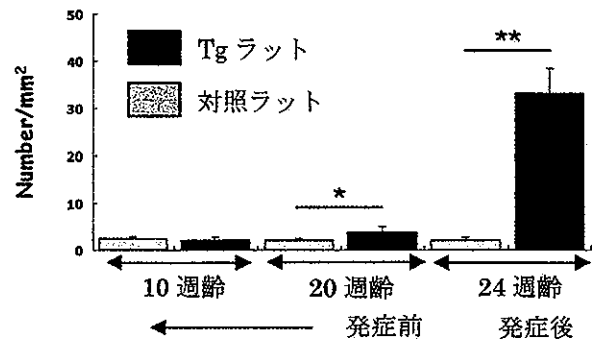 50
40
30
20
10
0
Number/mm²
Tg ラット
対照ラット
*
**
10 週齢
20 週齢
24 週齢
発症前
発症後